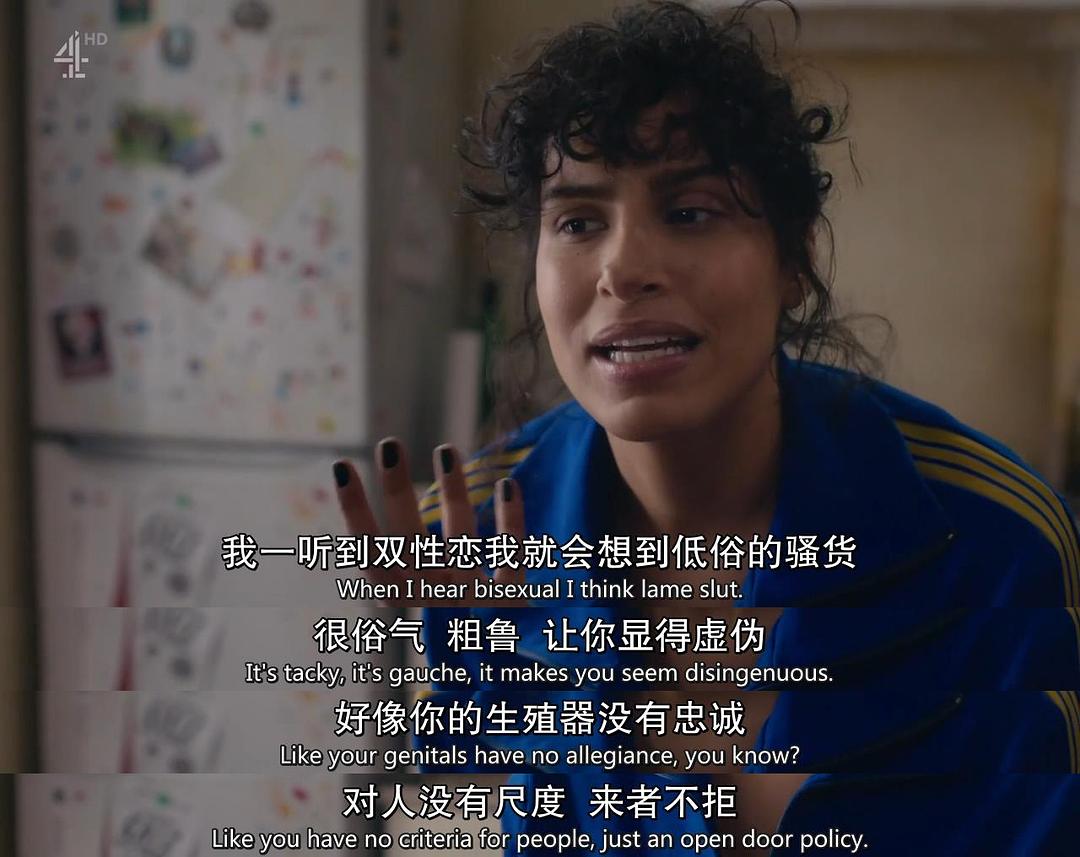 4 HD
我一听到双性恋我就会想到低俗的骚货
When I hear bisexual I think lame slut.
很俗气 粗鲁 让你显得虚伪
It's tacky, it's gauche, it makes you seem disingenuous.
好像你的生殖器没有忠诚
Like your genitals have no allegiance, you know?
对人没有尺度 来者不拒
Like you have no criteria for people, just an open door policy.